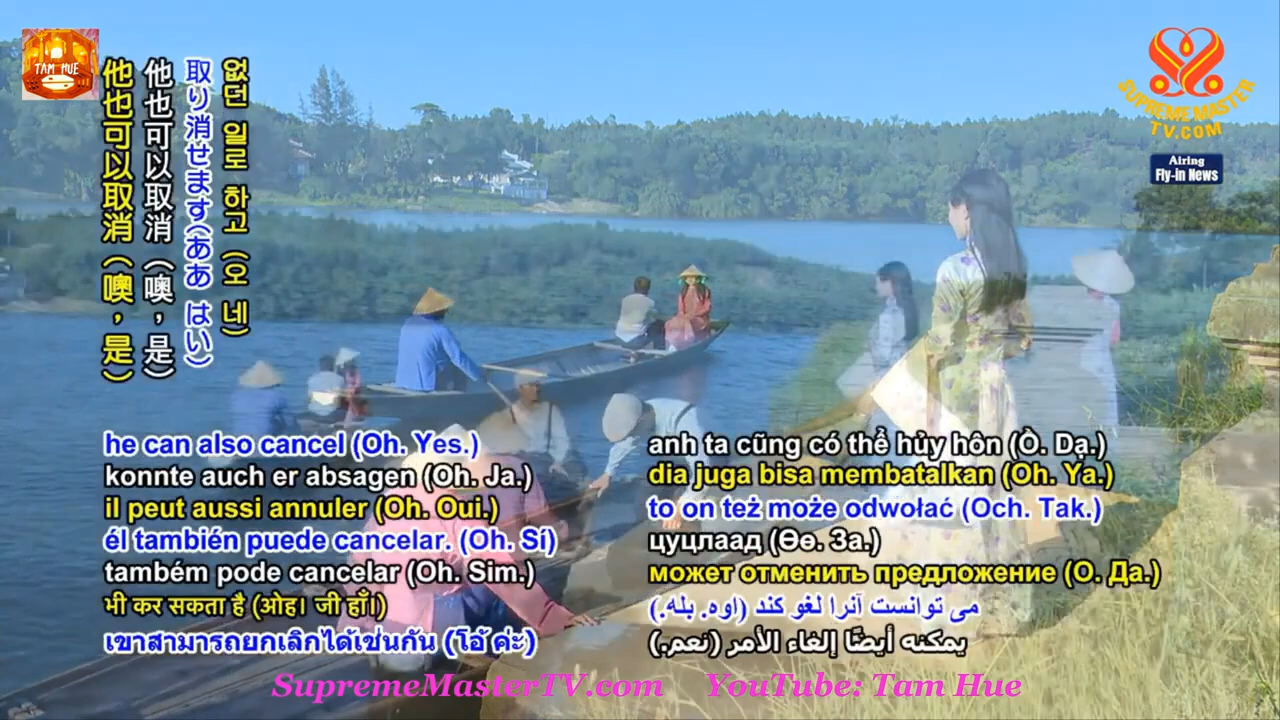 TAM HUE
SUPREME MASTER
TV.COM
Airing
Fly-in News
없던 일로 하고 (오 네)
取り消せます(ああ はい)
他也可以取消（噢，是）
他也可以取消（噢，是）
he can also cancel (Oh. Yes.)
konnte auch er absagen (Oh. Ja.)
il peut aussi annuler (Oh. Oui.)
él también puede cancelar. (Oh. Sí)
também pode cancelar (Oh. Sim.)
भी कर सकता है (ओह। जी हाँ।)
เขาสามารถยกเลิกได้เช่นกัน (โอ้ ค่ะ)
anh ta cũng có thể hủy hôn (Ồ. Dạ.)
dia juga bisa membatalkan (Oh. Ya.)
to on też może odwołać (Och. Tak.)
цуцлаад (Өө. За.)
может отменить предложение (О. Да.)
می توانست آنرا لغو کند (اوه. بله.)
يمكنه أيضًا إلغاء الأمر (نعم.)
SupremeMasterTV.com YouTube: Tam Hue